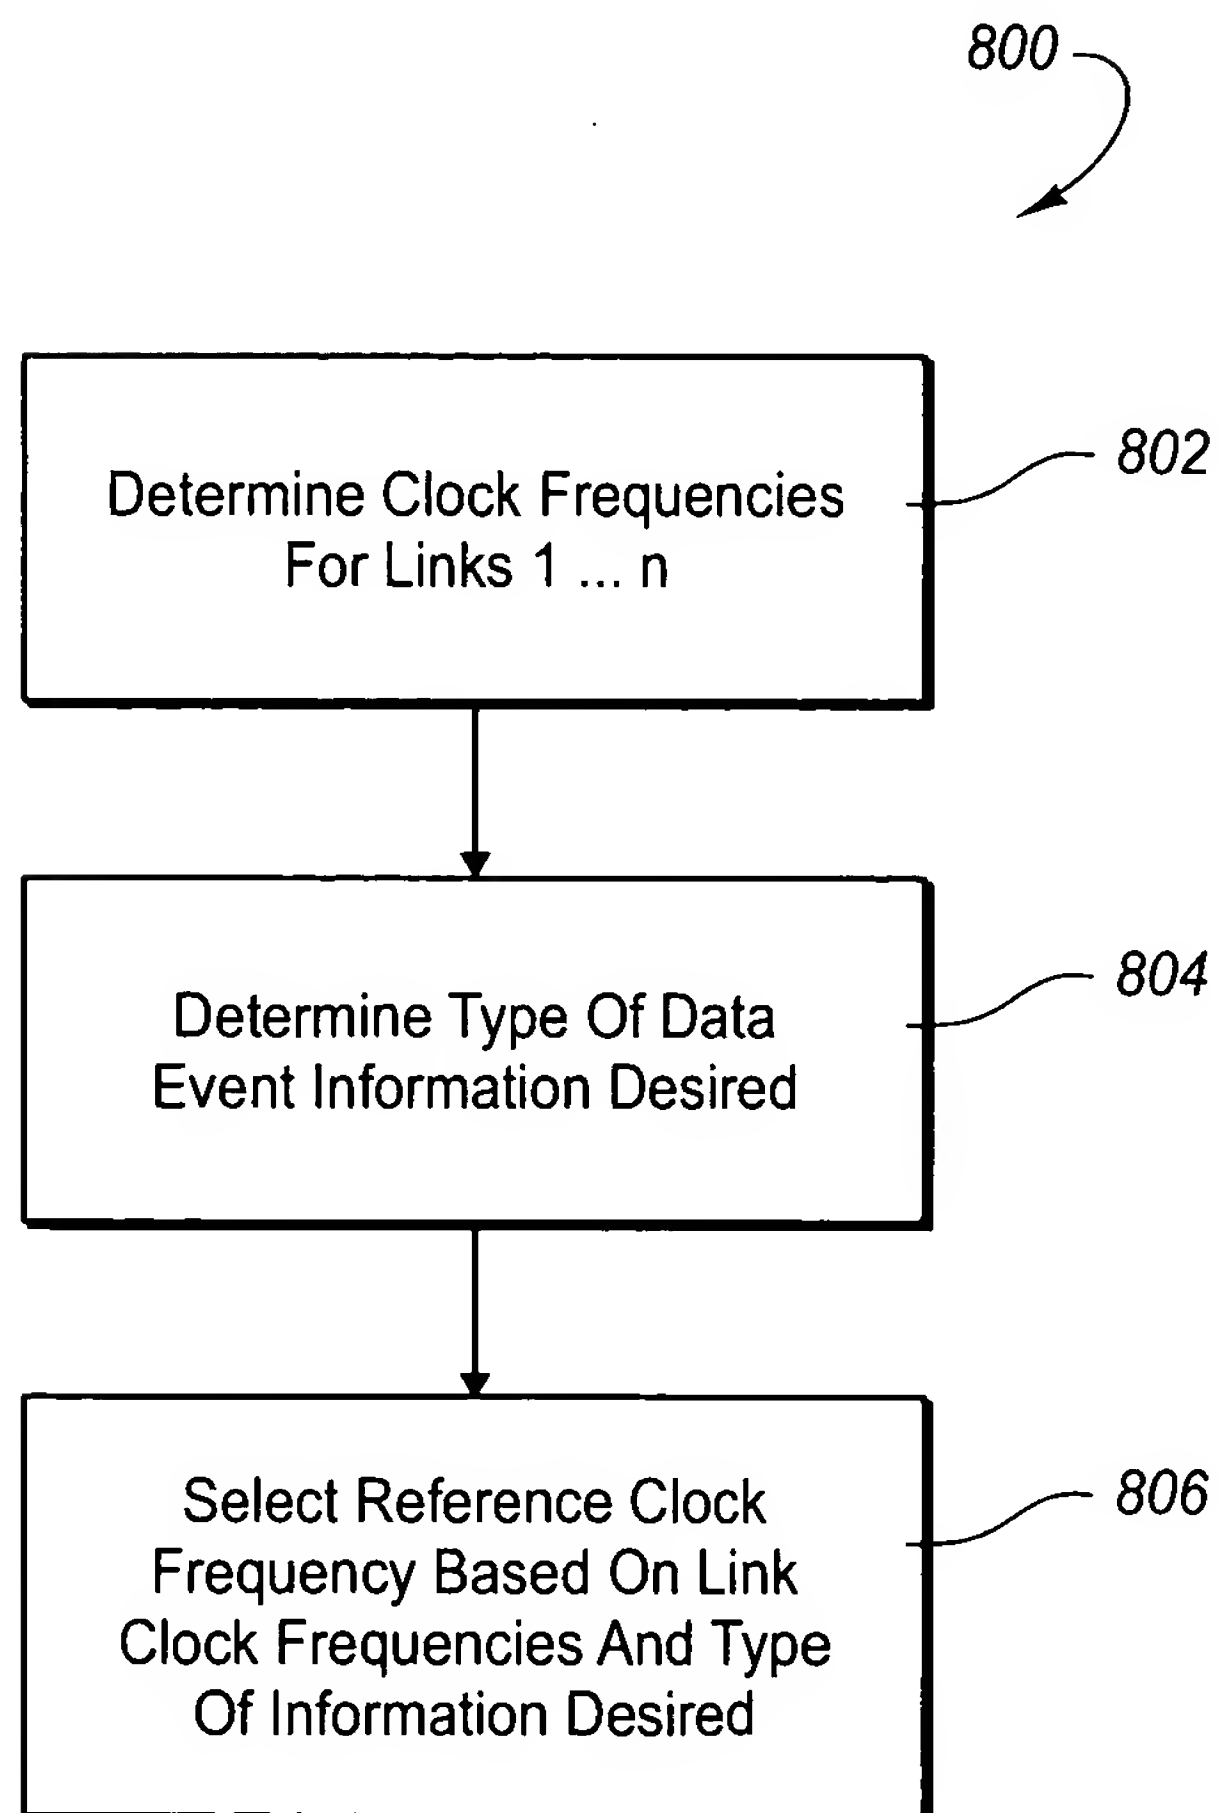 800
Determine Clock Frequencies
For Links 1 ... n
802
Determine Type Of Data
Event Information Desired
804
Select Reference Clock
Frequency Based On Link
Clock Frequencies And Type
Of Information Desired
806